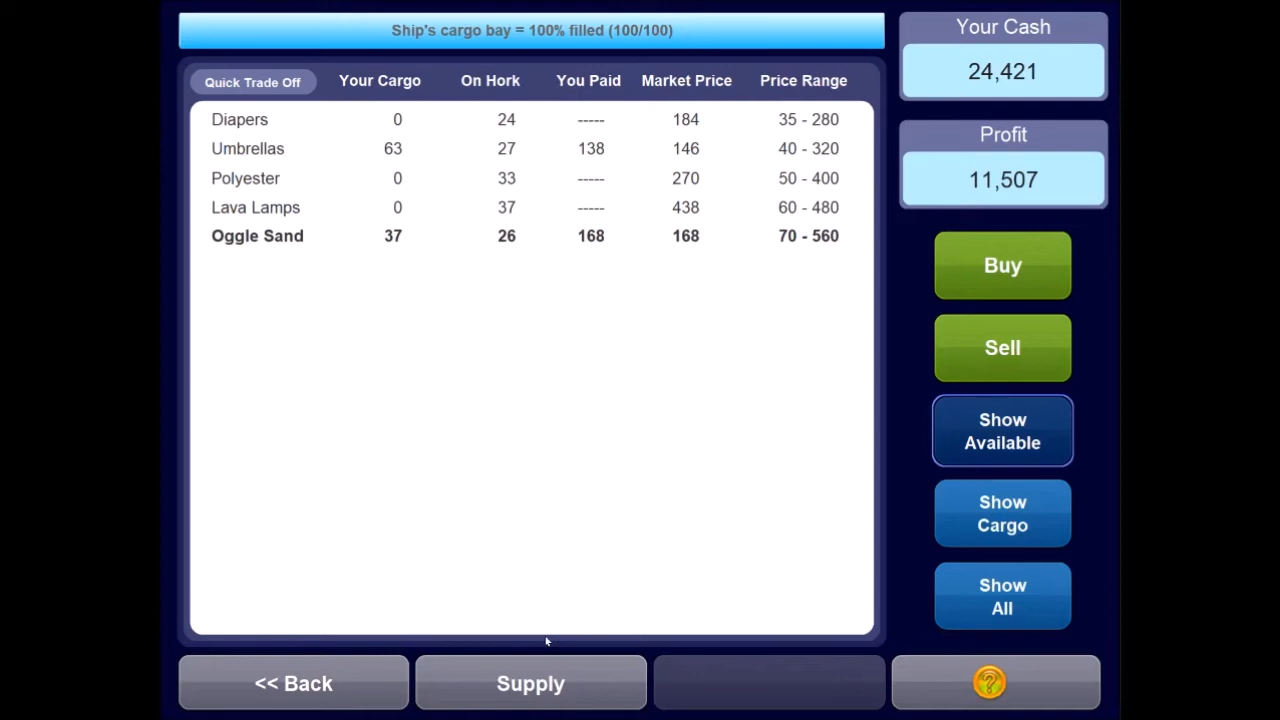 Ship's cargo bay = 100% filled (100/100)
Your Cash
24,421
Quick Trade Off Your Cargo On Hork You Paid Market Price Price Range
Diapers 0 24 ----- 184 35 - 280
Umbrellas 63 27 138 146 40 - 320
Polyester 0 33 ----- 270 50 - 400
Lava Lamps 0 37 ----- 438 60 - 480
Oggle Sand 37 26 168 168 70 - 560
Profit
11,507
Buy
Sell
Show
Available
Show
Cargo
Show
All
<< Back Supply ?